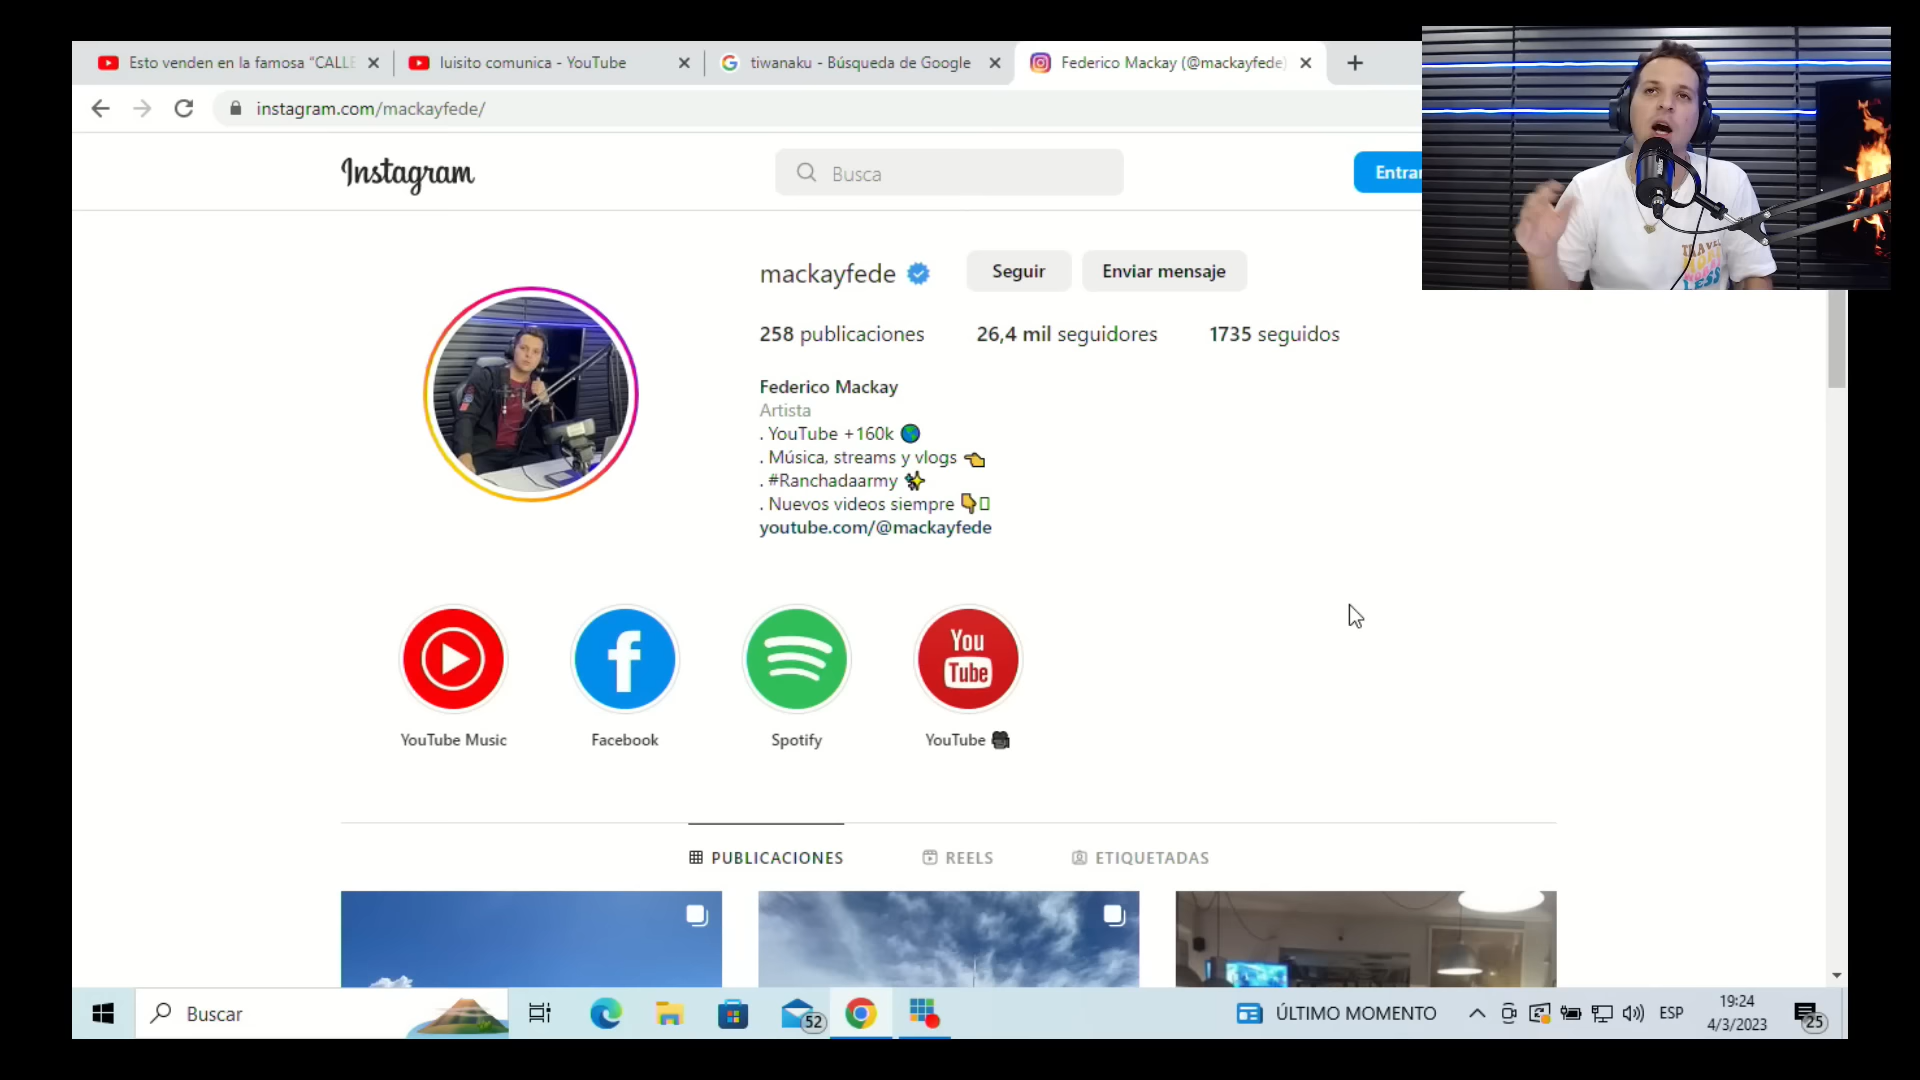 Esto venden en la famosa "CALLE
luisito comunica - YouTube
tiwanaku - Búsqueda de Google
Federico Mackay (@mackayfede)
instagram.com/mackayfede/
Instagram
Busca
Entrar
mackayfede
Seguir
Enviar mensaje
258 publicaciones
26,4 mil seguidores
1735 seguidos
Federico Mackay
Artista
. YouTube +160k 🌎
. Música, streams y vlogs 👈
. #Ranchadaarmy ✨
. Nuevos videos siempre 👇
youtube.com/@mackayfede
You
Tube
YouTube Music
Facebook
Spotify
YouTube 🎥
PUBLICACIONES
REELS
ETIQUETADAS
Buscar
52
ÚLTIMO MOMENTO
ESP
19:24
4/3/2023
25
TRAVEL
MORE
LESS